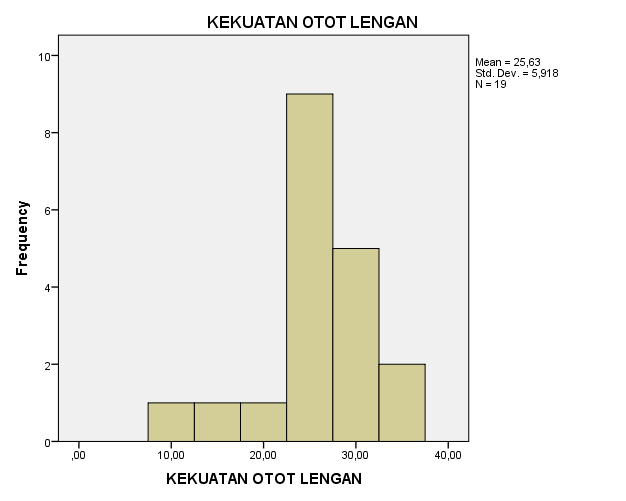 KEKUATAN OTOT LENGAN
Mean = 25,63
Std. Dev. = 5,918
N = 19
10
8
6
4
2
0
Frequency
,00 10,00 20,00 30,00 40,00
KEKUATAN OTOT LENGAN